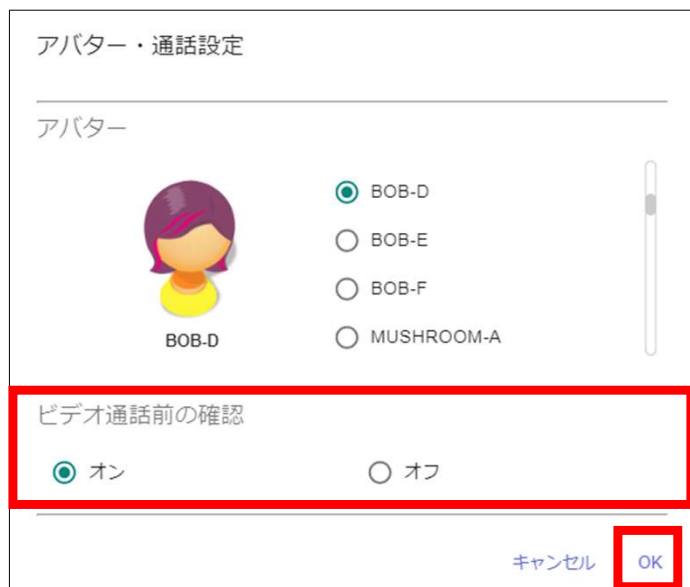 アバター・通話設定
アバター
BOB-D
BOB-E
BOB-F
MUSHROOM-A
BOB-D
ビデオ通話前の確認
オン オフ
キャンセル OK